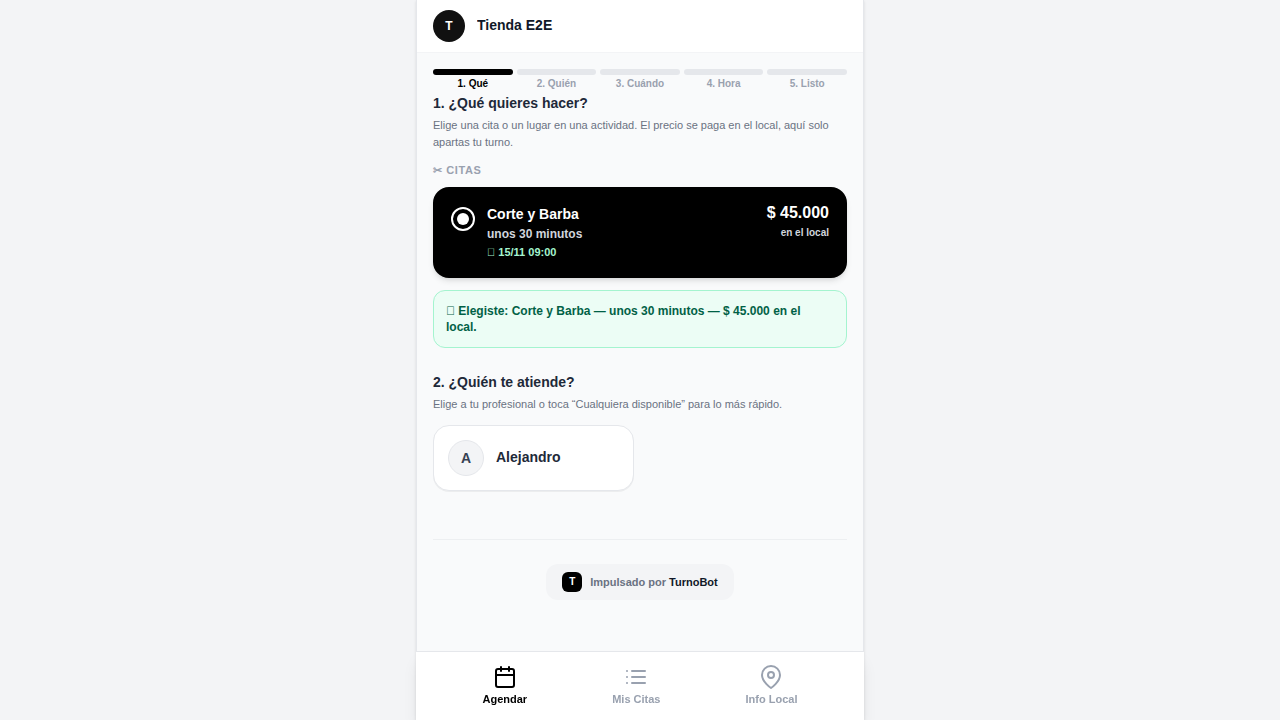 T
Tienda E2E
1. Qué
2. Quién
3. Cuándo
4. Hora
5. Listo
1. ¿Qué quieres hacer?
Elige una cita o un lugar en una actividad. El precio se paga en el local, aquí solo
apartas tu turno.
✂ CITAS
Corte y Barba
$ 45.000
unos 30 minutos
en el local
15/11 09:00
Elegiste: Corte y Barba — unos 30 minutos — $ 45.000 en el
local.
2. ¿Quién te atiende?
Elige a tu profesional o toca “Cualquiera disponible” para lo más rápido.
A
Alejandro
T
Impulsado por TurnoBot
Agendar
Mis Citas
Info Local